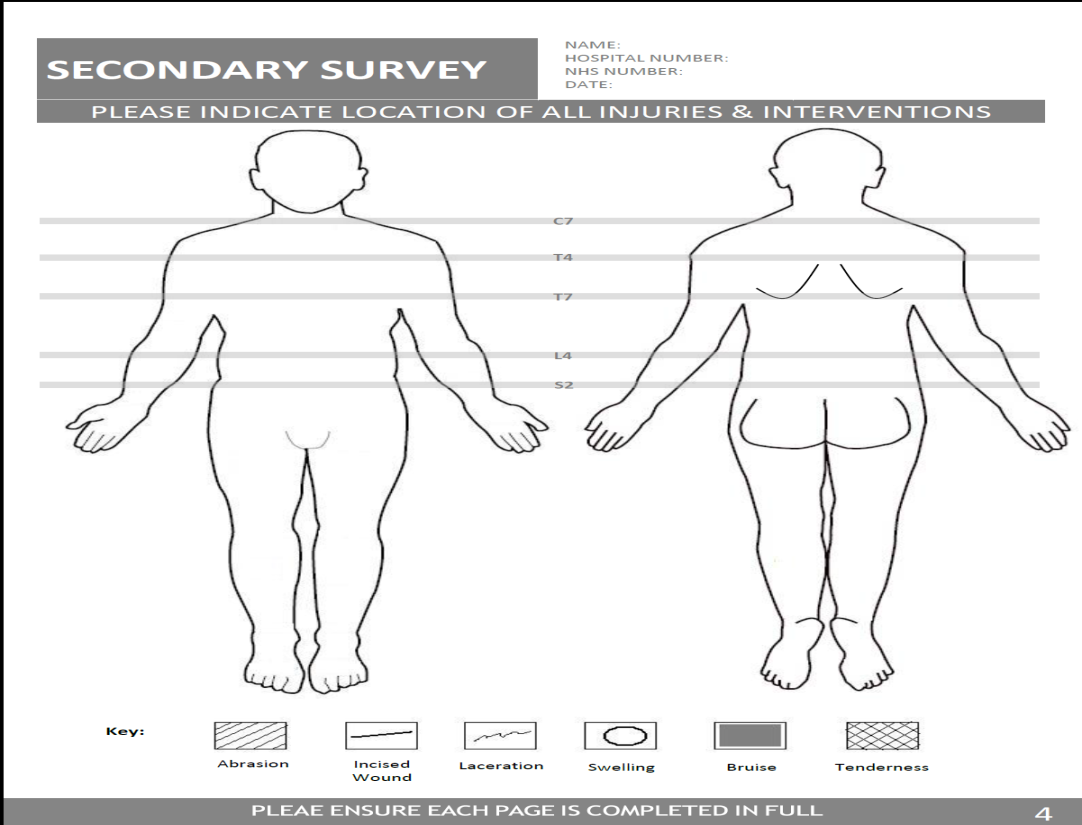 SECONDARY SURVEY
NAME:
HOSPITAL NUMBER:
NHS NUMBER:
DATE:
PLEASE INDICATE LOCATION OF ALL INJURIES & INTERVENTIONS
C7
T4
T7
L4
S2
Key:
Abrasion
Incised
Wound
Laceration
Swelling
Bruise
Tenderness
PLEAE ENSURE EACH PAGE IS COMPLETED IN FULL
4